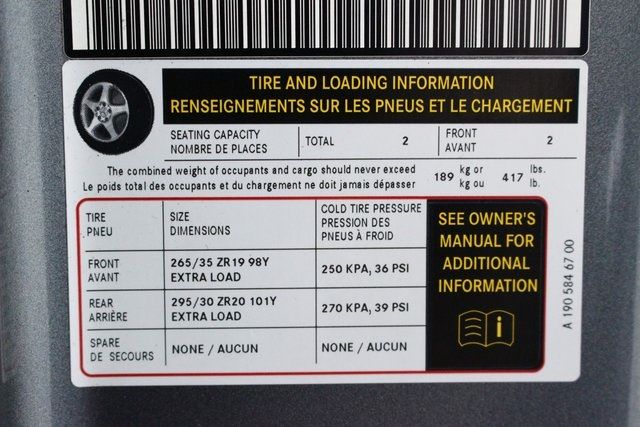 TIRE AND LOADING INFORMATION
RENSEIGNEMENTS SUR LES PNEUS ET LE CHARGEMENT
SEATING CAPACITY
NOMBRE DE PLACES
TOTAL 2
FRONT
AVANT
2
The combined weight of occupants and cargo should never exceed
Le poids total des occupants et du chargement ne doit jamais dépasser
189 kg or
kg ou
417 lbs.
lb.
TIRE
PNEU
SIZE
DIMENSIONS
COLD TIRE PRESSURE
PRESSION DES
PNEUS À FROID
FRONT
AVANT
265/35 ZR19 98Y
EXTRA LOAD
250 KPA, 36 PSI
REAR
ARRIÈRE
295/30 ZR20 101Y
EXTRA LOAD
270 KPA, 39 PSI
SPARE
DE SECOURS
NONE / AUCUN
NONE / AUCUN
SEE OWNER'S
MANUAL FOR
ADDITIONAL
INFORMATION
i
A 190 584 67 00